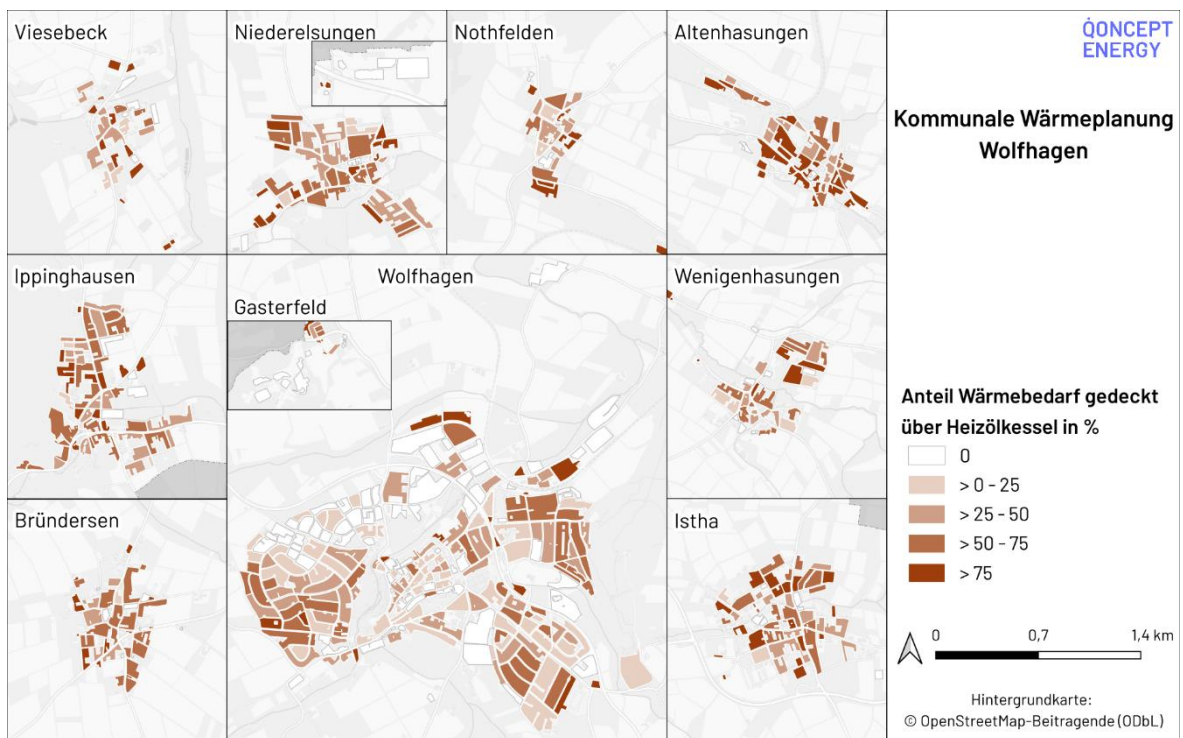 Viesebeck
Niederelsungen
Nothfelden
Altenhasungen
QONCEPT
ENERGY
Kommunale Wärmeplanung
Wolfhagen
Ippinghausen
Wolfhagen
Gasterfeld
Wenigenhasungen
Bründersen
Istha
Anteil Wärmebedarf gedeckt
über Heizölkessel in %
0
> 0 - 25
> 25 - 50
> 50 - 75
> 75
0 0,7 1,4 km
Hintergrundkarte:
© OpenStreetMap-Beitragende (ODbL)